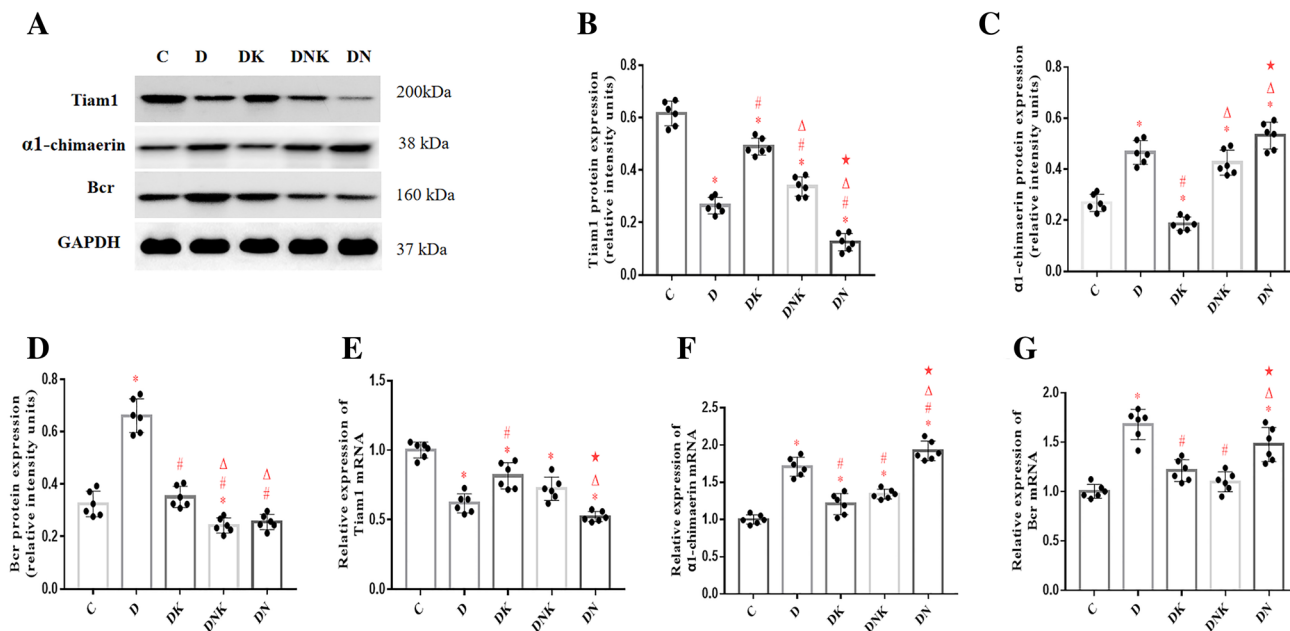 A
C D DK DNK DN
Tiam1 200kDa
α1-chimaerin 38 kDa
Bcr 160 kDa
GAPDH 37 kDa
B
Tiam1 protein expression
(relative intensity units)
0.8
0.6
0.4
0.2
0.0
*
# *
Δ # *
★ Δ # *
C D DK DNK DN
C
α1-chimaerin protein expression
(relative intensity units)
0.8
0.6
0.4
0.2
0.0
*
# *
Δ *
★ Δ *
C D DK DNK DN
D
Bcr protein expression
(relative intensity units)
0.8
0.6
0.4
0.2
0.0
*
#
Δ # *
Δ #
C D DK DNK DN
E
Relative expression of
Tiam1 mRNA
1.5
1.0
0.5
0.0
*
# *
*
★ Δ *
C D DK DNK DN
F
Relative expression of
α1-chimaerin mRNA
2.5
2.0
1.5
1.0
0.5
0.0
*
# *
# *
★ Δ # *
C D DK DNK DN
G
Relative expression of
Bcr mRNA
2.0
1.5
1.0
0.5
0.0
*
#
#
★ Δ *
C D DK DNK DN